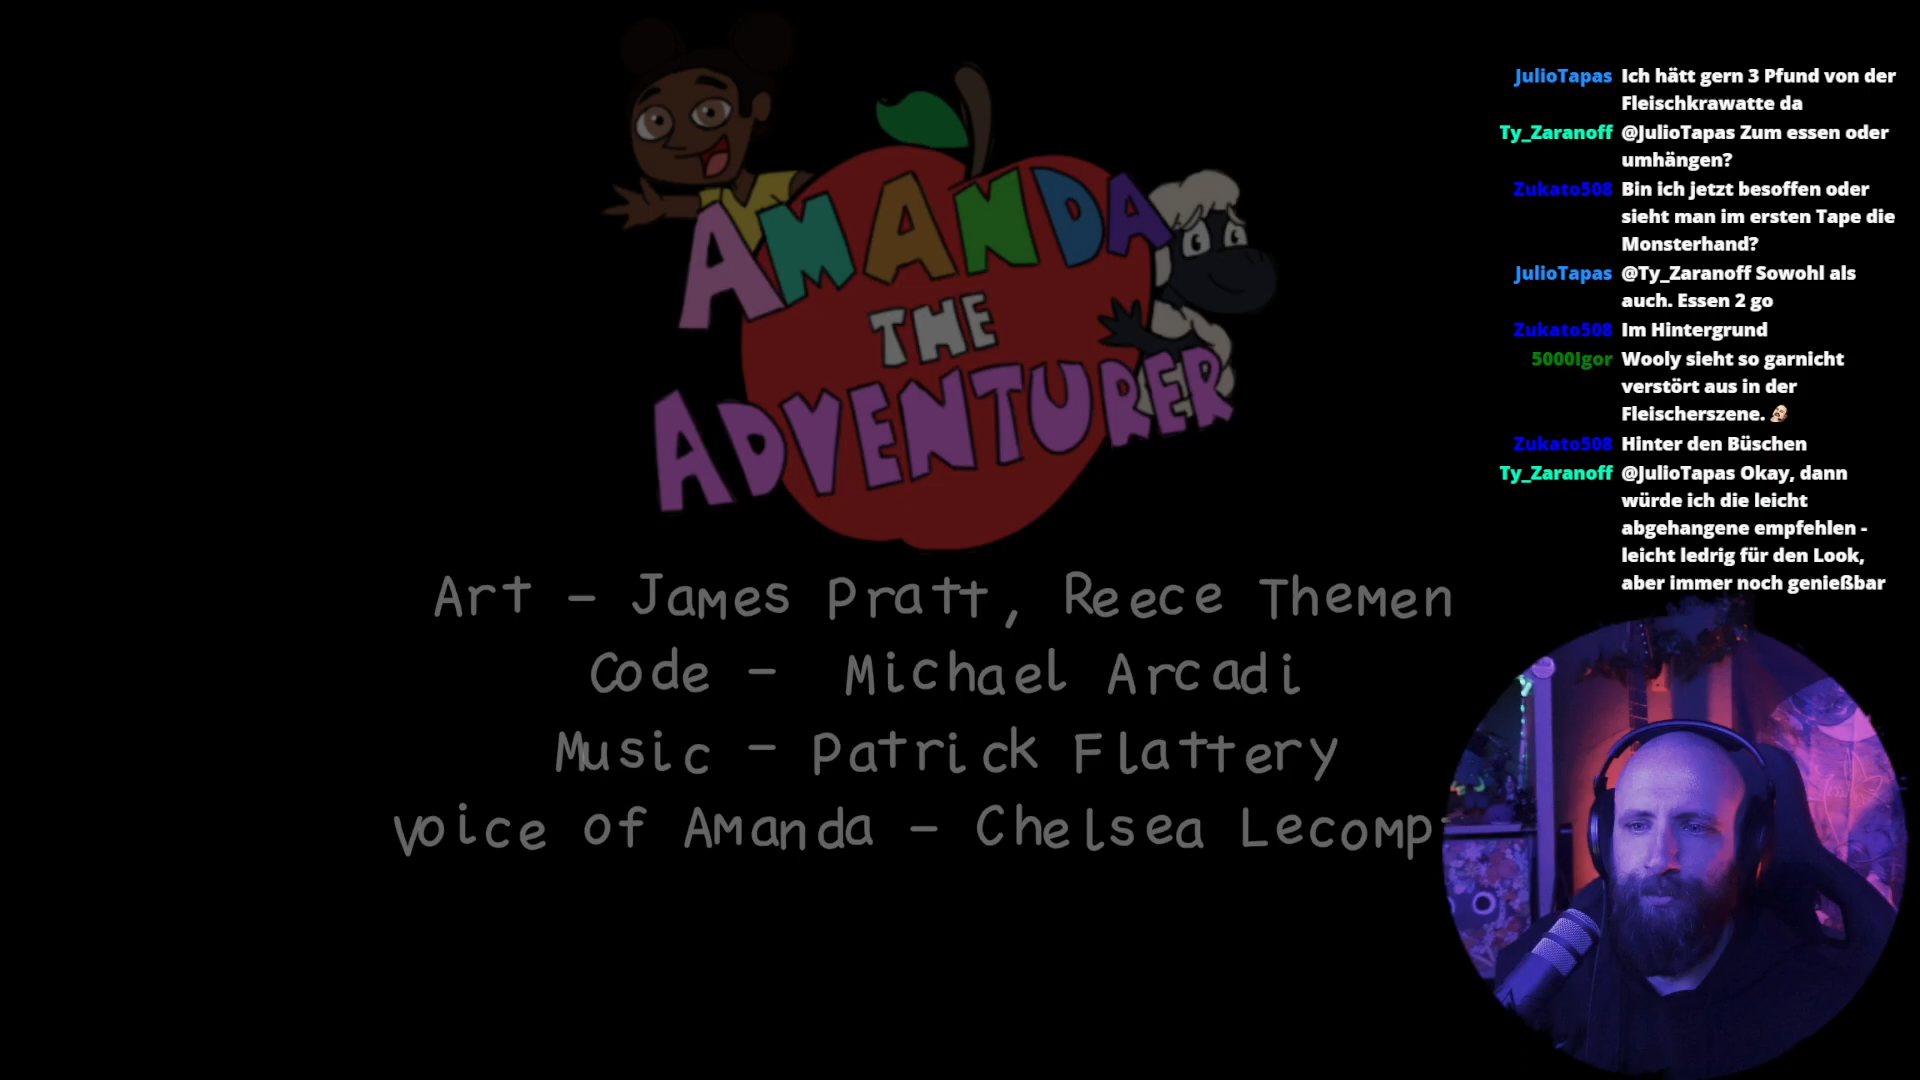 AMANDA
THE
ADVENTURER
Art - James Pratt, Reece Themen
Code - Michael Arcadi
Music - Patrick Flattery
Voice of Amanda - Chelsea
JulioTapas Ich hätt gern 3 Pfund von der
Fleischkrawatte da
Ty_Zaranoff @JulioTapas Zum essen oder
umhängen?
Zukato508 Bin ich jetzt besoffen oder
sieht man im ersten Tape die
Monsterhand?
JulioTapas @Ty_Zaranoff Sowohl als
auch. Essen 2 go
Zukato508 Im Hintergrund
5000Igor Wooly sieht so garnicht
verstört aus in der
Fleischerszene.
Zukato508 Hinter den Büschen
Ty_Zaranoff @JulioTapas Okay, dann
würde ich die leicht
abgehangene empfehlen -
leicht ledrig für den Look,
aber immer noch genießbar